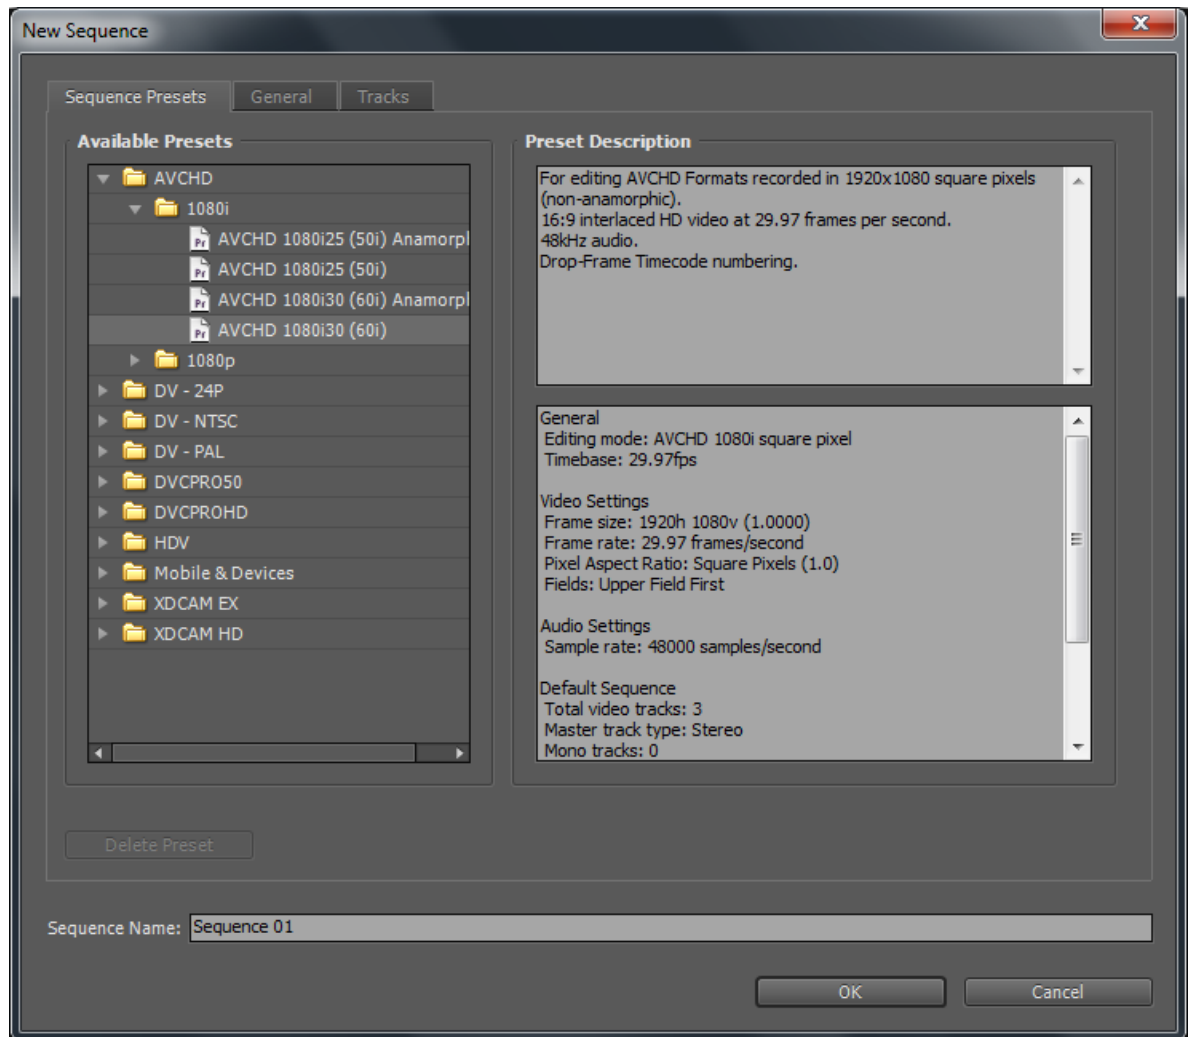 New Sequence
Sequence Presets
General
Tracks
Available Presets
AVCHD
1080i
Pr AVCHD 1080i25 (50i) Anamorpl
Pr AVCHD 1080i25 (50i)
Pr AVCHD 1080i30 (60i) Anamorpl
Pr AVCHD 1080i30 (60i)
1080p
DV - 24P
DV - NTSC
DV - PAL
DVCPRO50
DVCPROHD
HDV
Mobile & Devices
XDCAM EX
XDCAM HD
Preset Description
For editing AVCHD Formats recorded in 1920x1080 square pixels
(non-anamorphic).
16:9 interlaced HD video at 29.97 frames per second.
48kHz audio.
Drop-Frame Timecode numbering.
General
Editing mode: AVCHD 1080i square pixel
Timebase: 29.97fps
Video Settings
Frame size: 1920h 1080v (1.0000)
Frame rate: 29.97 frames/second
Pixel Aspect Ratio: Square Pixels (1.0)
Fields: Upper Field First
Audio Settings
Sample rate: 48000 samples/second
Default Sequence
Total video tracks: 3
Master track type: Stereo
Mono tracks: 0
Delete Preset
Sequence Name: Sequence 01
OK
Cancel